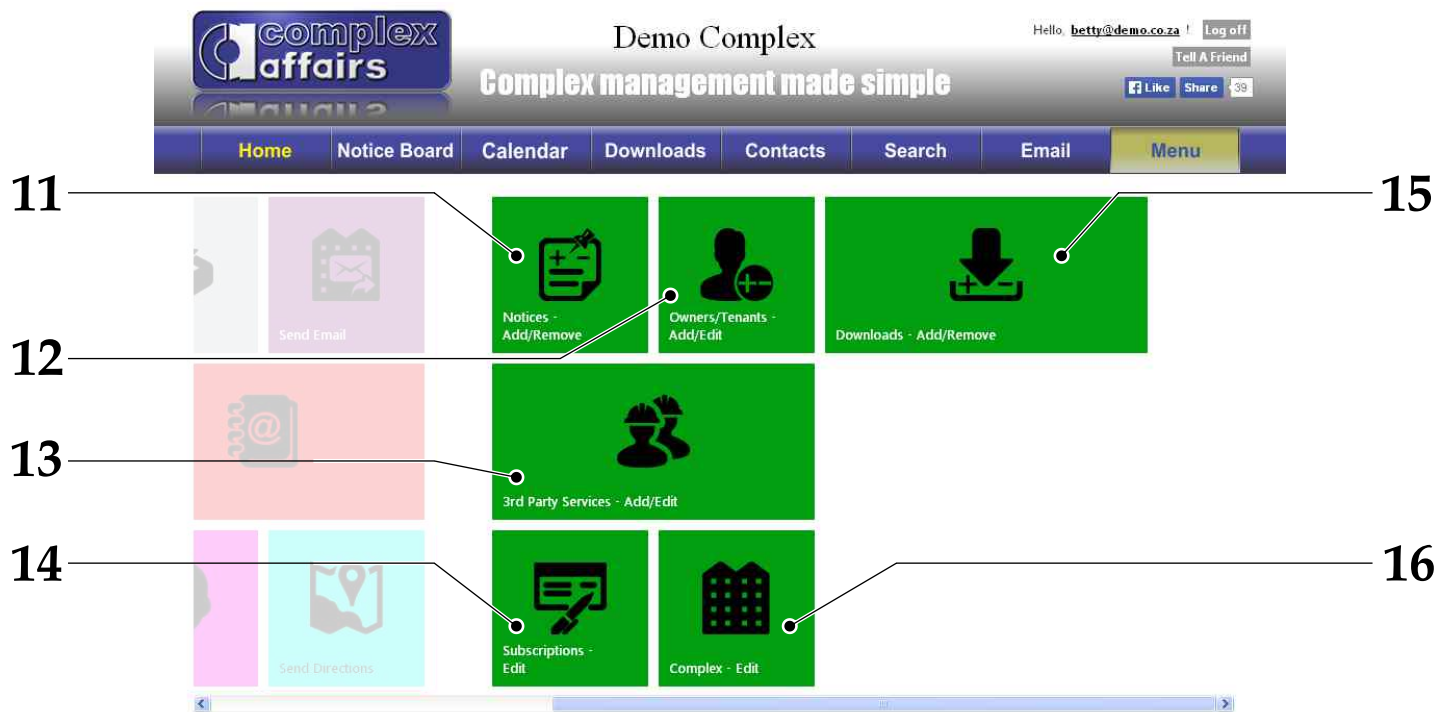 complex
affairs
Demo Complex
Complex management made simple
Hello, betty@demo.co.za ! Log off
Tell A Friend
Like Share 39
Home Notice Board Calendar Downloads Contacts Search Email Menu
11
15
Send Email
Notices -
Add/Remove
Owners/Tenants -
Add/Edit
Downloads - Add/Remove
12
13
3rd Party Services - Add/Edit
14
16
Send Directions
Subscriptions -
Edit
Complex - Edit